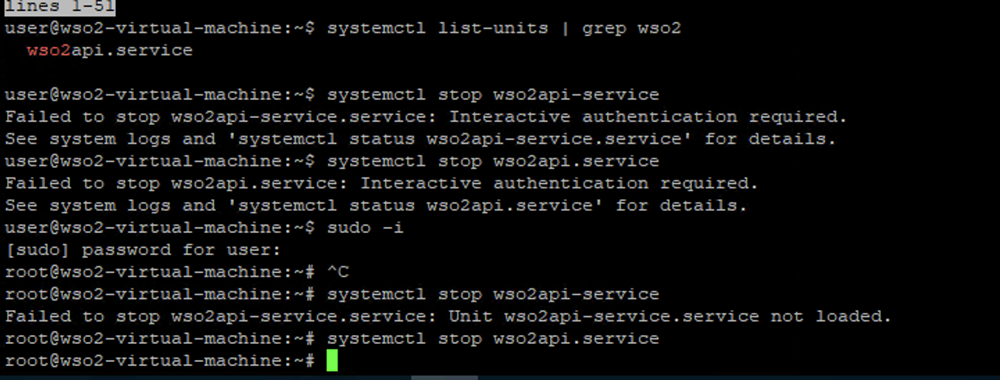 lines 1-51
user@wso2-virtual-machine:~$ systemctl list-units | grep wso2
wso2api.service
user@wso2-virtual-machine:~$ systemctl stop wso2api-service
Failed to stop wso2api-service.service: Interactive authentication required.
See system logs and 'systemctl status wso2api-service.service' for details.
user@wso2-virtual-machine:~$ systemctl stop wso2api.service
Failed to stop wso2api.service: Interactive authentication required.
See system logs and 'systemctl status wso2api.service' for details.
user@wso2-virtual-machine:~$ sudo -i
[sudo] password for user:
root@wso2-virtual-machine:~# ^C
root@wso2-virtual-machine:~# systemctl stop wso2api-service
Failed to stop wso2api-service.service: Unit wso2api-service.service not loaded.
root@wso2-virtual-machine:~# systemctl stop wso2api.service
root@wso2-virtual-machine:~#